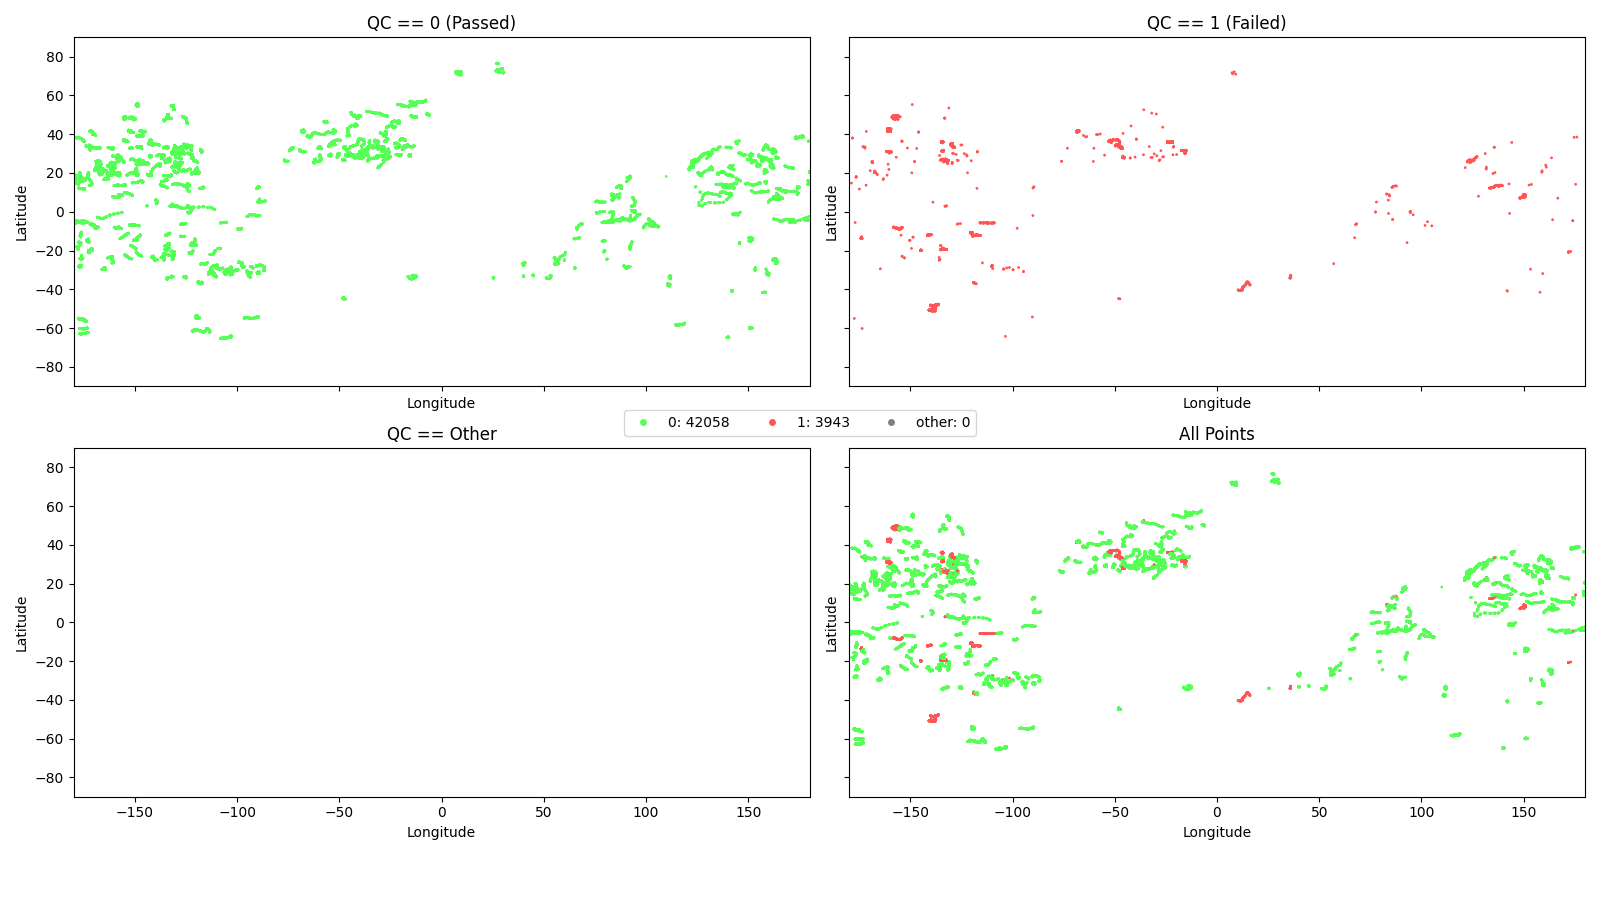 QC == 0 (Passed)
QC == 1 (Failed)
80
60
40
20
0
−20
−40
−60
−80
Latitude
Latitude
Longitude
Longitude
0: 42058 1: 3943 other: 0
QC == Other
All Points
80
60
40
20
0
−20
−40
−60
−80
Latitude
Latitude
−150 −100 −50 0 50 100 150
−150 −100 −50 0 50 100 150
Longitude
Longitude